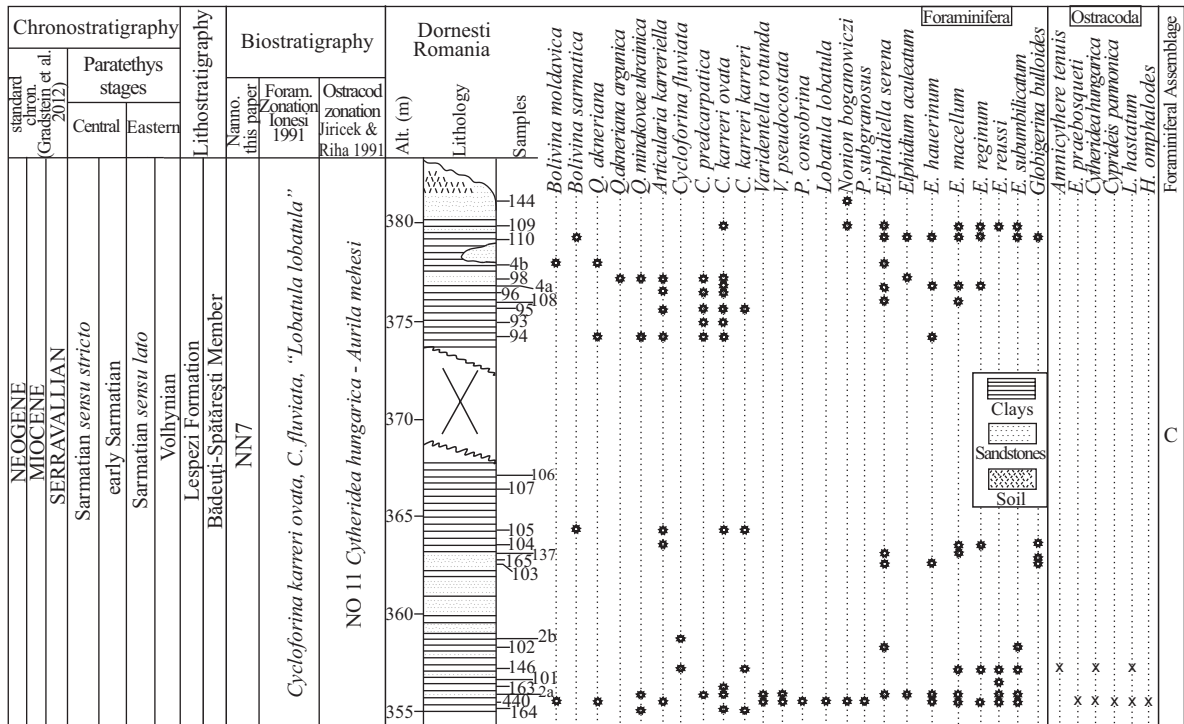 Chronostratigraphy
standard
chron.
(Gradstein et al.
2012)
Paratethys
stages
Central
Eastern
Lithostratigraphy
Biostratigraphy
Nanno.
this paper
Foram.
Zonation
Ionesi
1991
Ostracod
zonation
Jiricek &
Riha 1991
Dornesti
Romania
Alt. (m)
Lithology
Samples
Foraminifera
Ostracoda
Bolivina moldavica
Bolivina sarmatica
Q. akneriana
Q.akneriana argunica
Q. minakovae ukrainica
Articularia karreriella
Cycloforina fluviata
C. predcarpatica
C. karreri ovata
C. karreri karreri
Varidentella rotunda
V. pseudocostata
P. consobrina
Lobatula lobatula
Nonion boganowiczi
P.subgranosus
Elphidiella serena
Elphidium aculeatum
E. hauerinum
E. macellum
E. reginum
E. reussi
E. subumbilicatum
Globigerina bulloides
Amnicythere tenuis
E. praebosqueti
Cytheridea hungarica
Cyprideis pannonica
L. hastatum
H. omphalodes
Foraminiferal Assemblage
NEOGENE
MIOCENE
SERRAVALLIAN
Sarmatian sensu stricto
early Sarmatian
Sarmatian sensu lato
Volhynian
Lespezi Formation
Bădeuți-Spătărești Member
NN7
Cycloforina karreri ovata, C. fluviata, "Lobatula lobatula"
NO 11 Cytheridea hungarica - Aurila mehesi
380
375
370
365
360
355
144
109
110
4b
98
4a
96
108
95
93
94
106
107
105
104
137
165
103
2b
102
146
101
163
2a
440
164
Clays
Sandstones
Soil
C
x x x
x x x x x